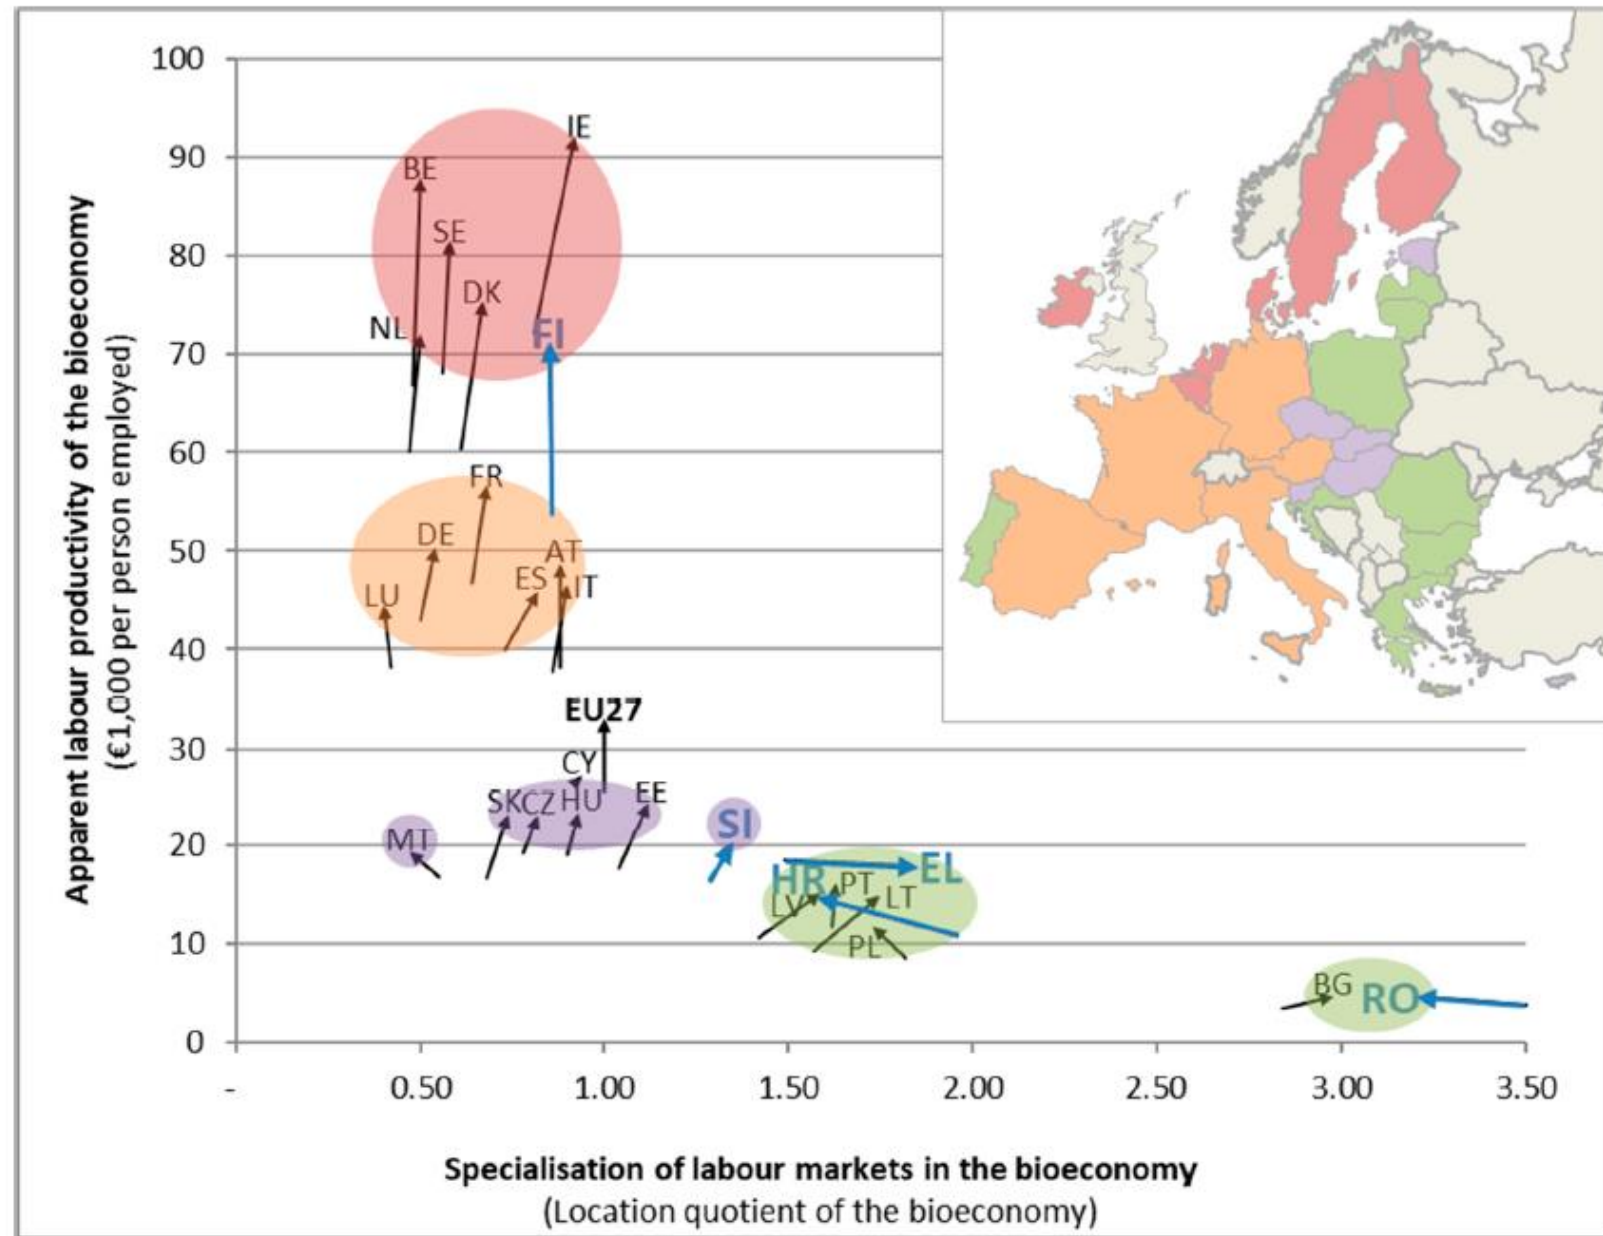 Apparent labour productivity of the bioeconomy
(€1,000 per person employed)
100
90
80
70
60
50
40
30
20
10
0
IE
BE
SE
DK
NL
FI
FR
DE
AT
ES
IT
LU
EU27
CY
SK
CZ
HU
EE
MT
SI
HR
EL
PT
LT
LV
PL
BG
RO
-
0.50
1.00
1.50
2.00
2.50
3.00
3.50
Specialisation of labour markets in the bioeconomy
(Location quotient of the bioeconomy)